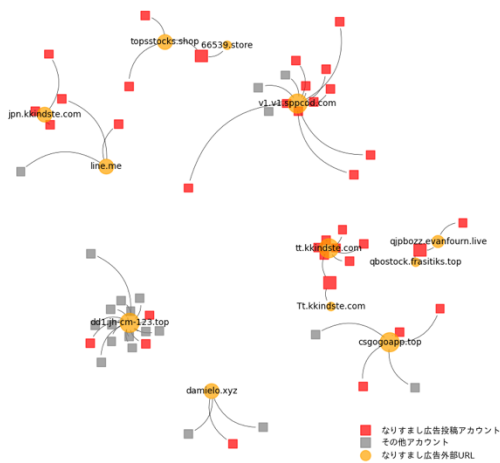 topsstocks.shop
66539.store
jpn.kkindste.com
v1.v1.sppcod.com
line.me
tt.kkindste.com
qjpbozz.evanfourn.live
qbostock.frasitiks.top
Tt.kkindste.com
dd1.jh-cm-123.top
csgogoapp.top
damielo.xyz
なりすまし広告投稿アカウント
その他アカウント
なりすまし広告外部URL